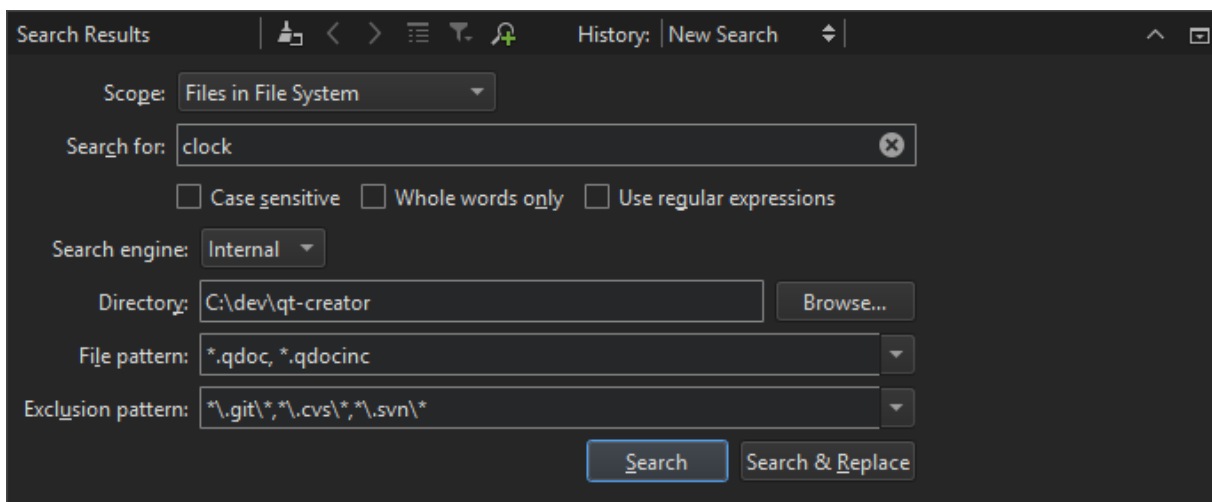 Search Results History: New Search
Scope: Files in File System
Search for: clock
Case sensitive Whole words only Use regular expressions
Search engine: Internal
Directory: C:\dev\qt-creator Browse...
File pattern: *.qdoc, *.qdocinc
Exclusion pattern: *\.git\*,*\.cvs\*,*\.svn\*
Search Search & Replace